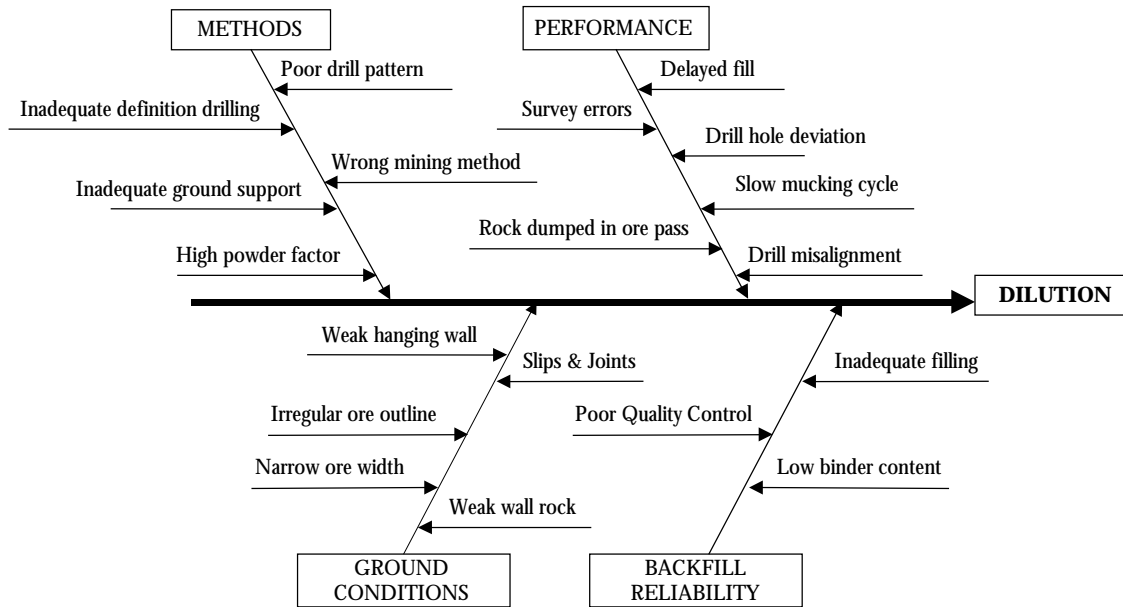 METHODS
PERFORMANCE
Poor drill pattern
Delayed fill
Inadequate definition drilling
Survey errors
Drill hole deviation
Wrong mining method
Inadequate ground support
Slow mucking cycle
Rock dumped in ore pass
High powder factor
Drill misalignment
DILUTION
Weak hanging wall
Slips & Joints
Inadequate filling
Irregular ore outline
Poor Quality Control
Narrow ore width
Low binder content
Weak wall rock
GROUND
CONDITIONS
BACKFILL
RELIABILITY